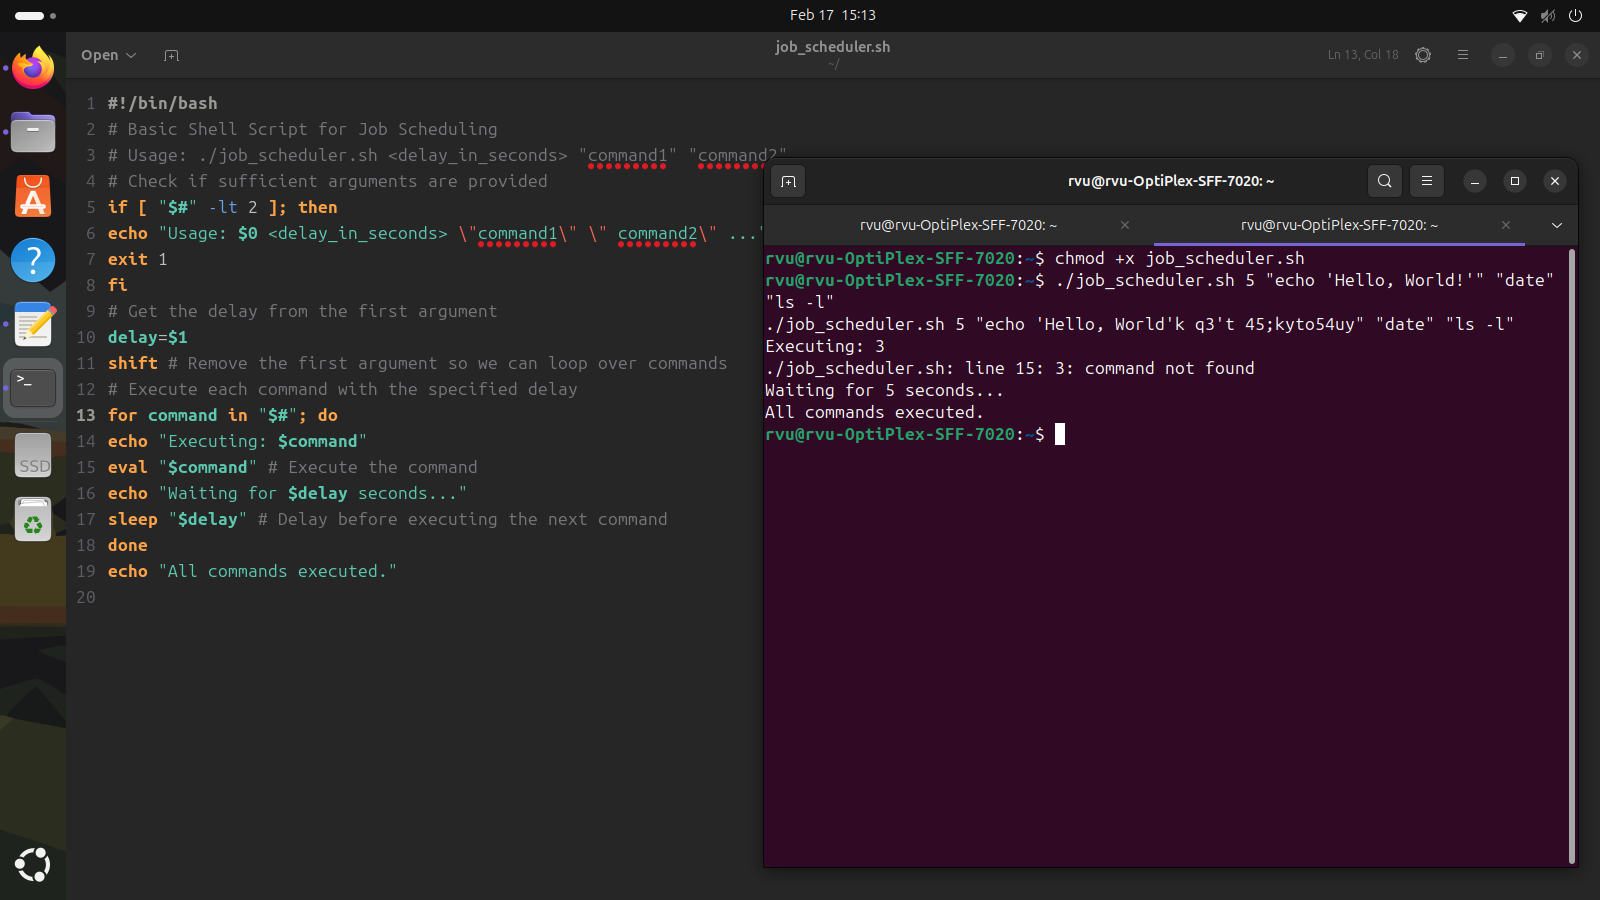 Feb 17 15:13
Open
job_scheduler.sh
~/
Ln 13, Col 18
1 #!/bin/bash
2 # Basic Shell Script for Job Scheduling
3 # Usage: ./job_scheduler.sh <delay_in_seconds> "command1" "command2"
4 # Check if sufficient arguments are provided
5 if [ "$#" -lt 2 ]; then
6 echo "Usage: $0 <delay_in_seconds> \"command1\" \" command2\" ..."
7 exit 1
8 fi
9 # Get the delay from the first argument
10 delay=$1
11 shift # Remove the first argument so we can loop over commands
12 # Execute each command with the specified delay
13 for command in "$#"; do
14 echo "Executing: $command"
15 eval "$command" # Execute the command
16 echo "Waiting for $delay seconds..."
17 sleep "$delay" # Delay before executing the next command
18 done
19 echo "All commands executed."
20
rvu@rvu-OptiPlex-SFF-7020: ~
rvu@rvu-OptiPlex-SFF-7020: ~
rvu@rvu-OptiPlex-SFF-7020: ~
rvu@rvu-OptiPlex-SFF-7020:~$ chmod +x job_scheduler.sh
rvu@rvu-OptiPlex-SFF-7020:~$ ./job_scheduler.sh 5 "echo 'Hello, World!'" "date"
"ls -l"
./job_scheduler.sh 5 "echo 'Hello, World'k q3't 45;kyto54uy" "date" "ls -l"
Executing: 3
./job_scheduler.sh: line 15: 3: command not found
Waiting for 5 seconds...
All commands executed.
rvu@rvu-OptiPlex-SFF-7020:~$
SSD